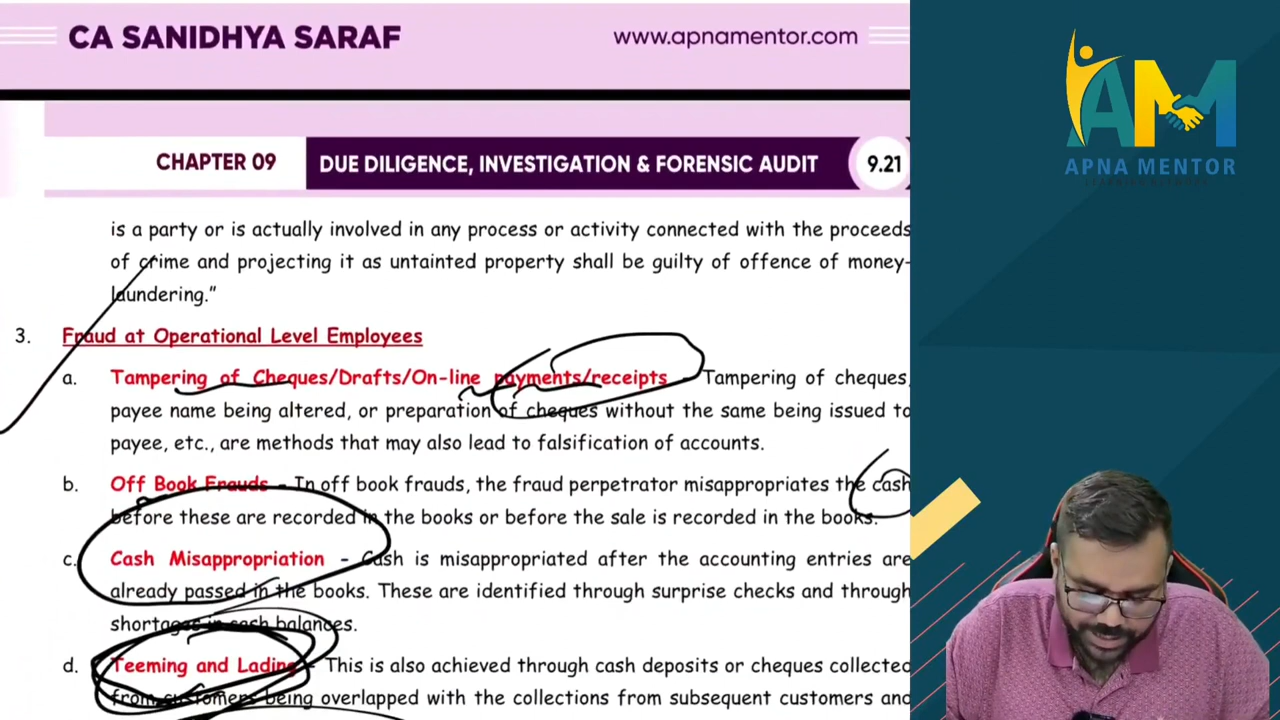 CA SANIDHYA SARAF
www.apnamentor.com
AM
APNA MENTOR
CHAPTER 09
DUE DILIGENCE, INVESTIGATION & FORENSIC AUDIT
9.21
is a party or is actually involved in any process or activity connected with the proceeds
of crime and projecting it as untainted property shall be guilty of offence of money-
laundering."
3. Fraud at Operational Level Employees
a. Tampering of Cheques/Drafts/On-line payments/receipts - Tampering of cheques,
payee name being altered, or preparation of cheques without the same being issued to
payee, etc., are methods that may also lead to falsification of accounts.
b. Off Book Frauds - In off book frauds, the fraud perpetrator misappropriates the cash
before these are recorded in the books or before the sale is recorded in the books.
c. Cash Misappropriation - Cash is misappropriated after the accounting entries are
already passed in the books. These are identified through surprise checks and through
shortages in cash balances.
d. Teeming and Lading - This is also achieved through cash deposits or cheques collected
from customers being overlapped with the collections from subsequent customers and